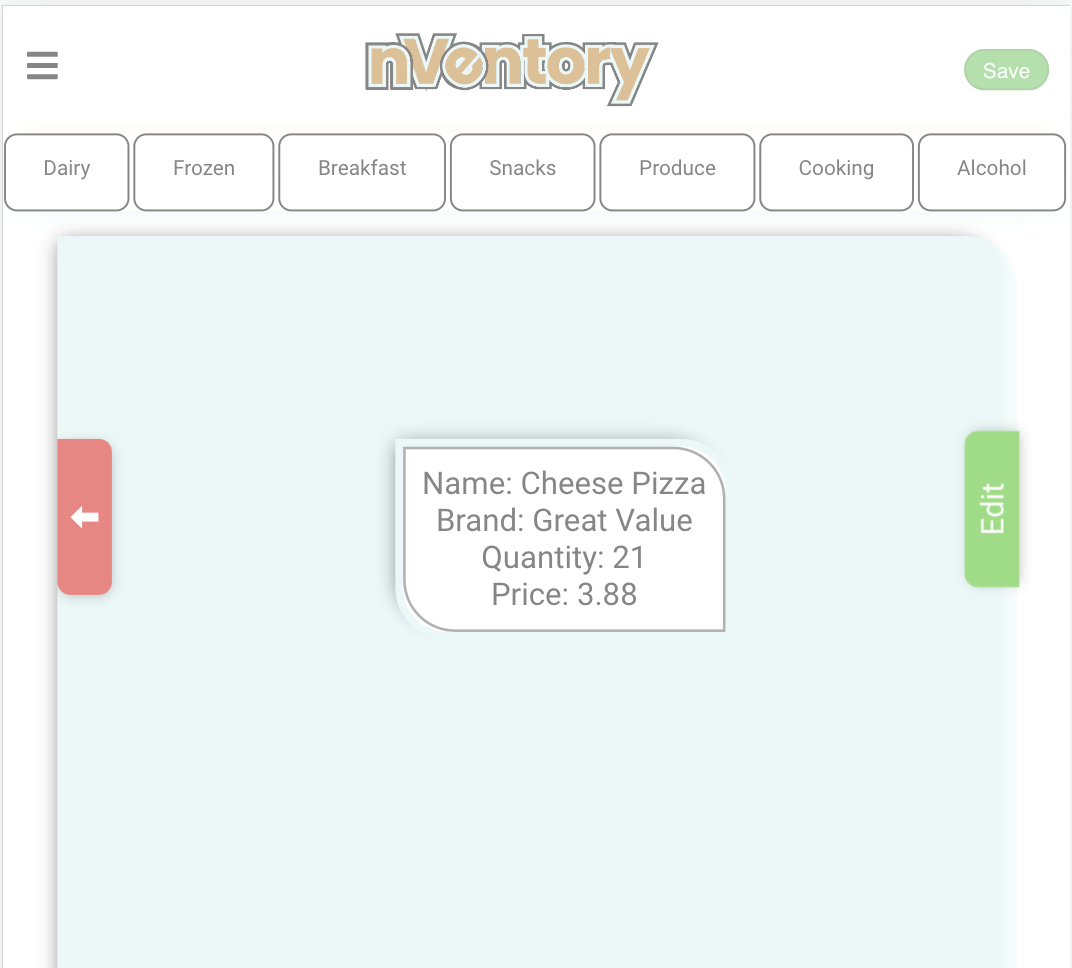 nVentory
Save
Dairy
Frozen
Breakfast
Snacks
Produce
Cooking
Alcohol
Name: Cheese Pizza
Brand: Great Value
Quantity: 21
Price: 3.88
Edit